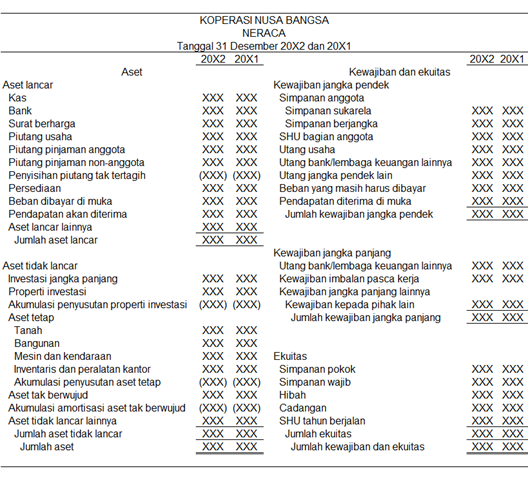 KOPERASI NUSA BANGSA
NERACA
Tanggal 31 Desember 20X2 dan 20X1
20X2 20X1
Aset
Aset lancar
Kas XXX XXX
Bank XXX XXX
Surat berharga XXX XXX
Piutang usaha XXX XXX
Piutang pinjaman anggota XXX XXX
Piutang pinjaman non-anggota XXX XXX
Penyisihan piutang tak tertagih (XXX) (XXX)
Persediaan XXX XXX
Beban dibayar di muka XXX XXX
Pendapatan akan diterima XXX XXX
Aset lancar lainnya XXX XXX
Jumlah aset lancar XXX XXX
Aset tidak lancar
Investasi jangka panjang XXX XXX
Properti investasi XXX XXX
Akumulasi penyusutan properti investasi (XXX) (XXX)
Aset tetap
Tanah XXX XXX
Bangunan XXX XXX
Mesin dan kendaraan XXX XXX
Inventaris dan peralatan kantor XXX XXX
Akumulasi penyusutan aset tetap (XXX) (XXX)
Aset tak berwujud XXX XXX
Akumulasi amortisasi aset tak berwujud (XXX) (XXX)
Aset tidak lancar lainnya XXX XXX
Jumlah aset tidak lancar XXX XXX
Jumlah aset XXX XXX
20X2 20X1
Kewajiban dan ekuitas
Kewajiban jangka pendek
Simpanan anggota
Simpanan sukarela XXX XXX
Simpanan berjangka XXX XXX
SHU bagian anggota XXX XXX
Utang usaha XXX XXX
Utang bank/lembaga keuangan lainnya XXX XXX
Utang jangka pendek lain XXX XXX
Beban yang masih harus dibayar XXX XXX
Pendapatan diterima di muka XXX XXX
Jumlah kewajiban jangka pendek XXX XXX
Kewajiban jangka panjang
Utang bank/lembaga keuangan lainnya XXX XXX
Kewajiban imbalan pasca kerja XXX XXX
Kewajiban jangka panjang lainnya
Kewajiban kepada pihak lain XXX XXX
Jumlah kewajiban jangka panjang XXX XXX
Ekuitas
Simpanan pokok XXX XXX
Simpanan wajib XXX XXX
Hibah XXX XXX
Cadangan XXX XXX
SHU tahun berjalan XXX XXX
Jumlah ekuitas XXX XXX
Jumlah kewajiban dan ekuitas XXX XXX